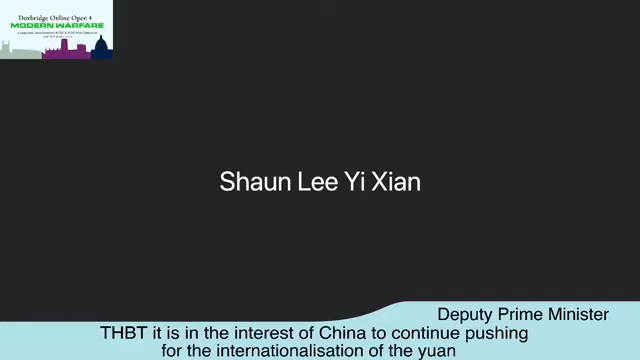 Doxbridge Online Open 4
MODERN WARFARE
Shaun Lee Yi Xian
Deputy Prime Minister
THBT it is in the interest of China to continue pushing
for the internationalisation of the yuan